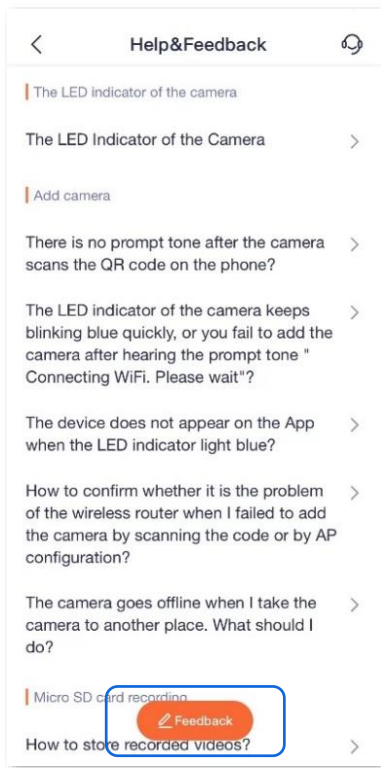 Help&Feedback
The LED indicator of the camera
The LED Indicator of the Camera
Add camera
There is no prompt tone after the camera
scans the QR code on the phone?
The LED indicator of the camera keeps
blinking blue quickly, or you fail to add the
camera after hearing the prompt tone "
Connecting WiFi. Please wait"?
The device does not appear on the App
when the LED indicator light blue?
How to confirm whether it is the problem
of the wireless router when I failed to add
the camera by scanning the code or by AP
configuration?
The camera goes offline when I take the
camera to another place. What should I
do?
Micro SD card recording
Feedback
How to store recorded videos?